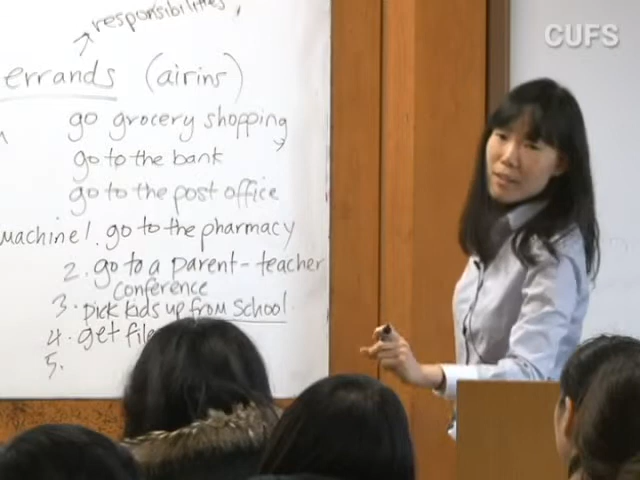 responsibilities,
CUFS
errands (airins)
go grocery shopping
go to the bank
go to the post office
machine 1. go to the pharmacy
2. go to a parent-teacher
conference
3. pick kids up from school.
4. get
5.